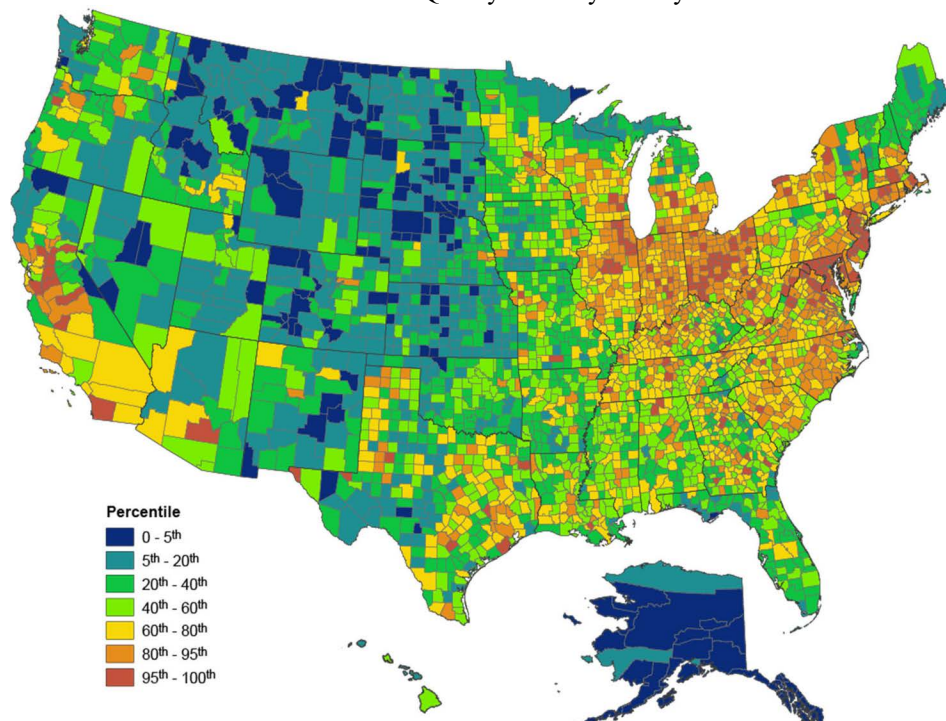 Percentile
0 - 5th
5th - 20th
20th - 40th
40th - 60th
60th - 80th
80th - 95th
95th - 100th